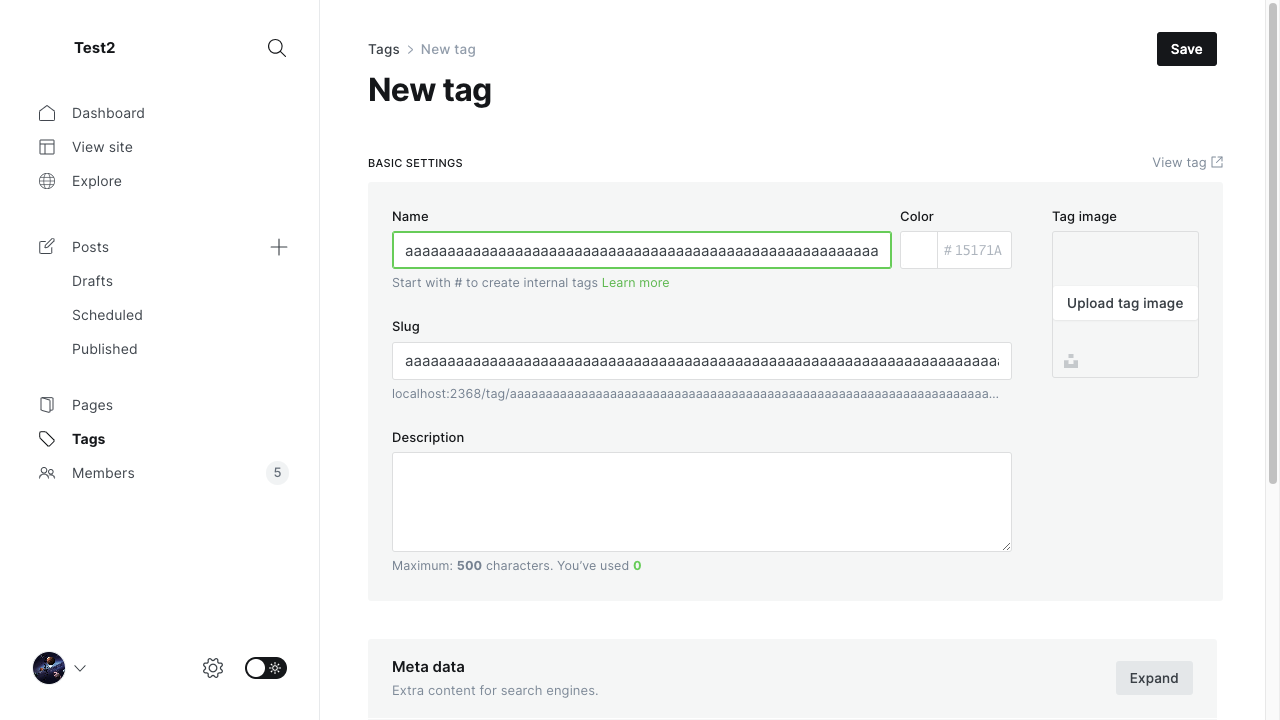 Test2
Dashboard
View site
Explore
Posts
Drafts
Scheduled
Published
Pages
Tags
Members 5
Tags > New tag
Save
New tag
BASIC SETTINGS
View tag
Name
Color
Tag image
aaaaaaaaaaaaaaaaaaaaaaaaaaaaaaaaaaaaaaaaaaaaaaaaaaaaaaaa
# 15171A
Start with # to create internal tags Learn more
Upload tag image
Slug
aaaaaaaaaaaaaaaaaaaaaaaaaaaaaaaaaaaaaaaaaaaaaaaaaaaaaaaaaaaaaaaaaaaaaa
localhost:2368/tag/aaaaaaaaaaaaaaaaaaaaaaaaaaaaaaaaaaaaaaaaaaaaaaaaaaaaaaaaaaaaaaaaaaa...
Description
Maximum: 500 characters. You’ve used 0
Meta data
Extra content for search engines.
Expand